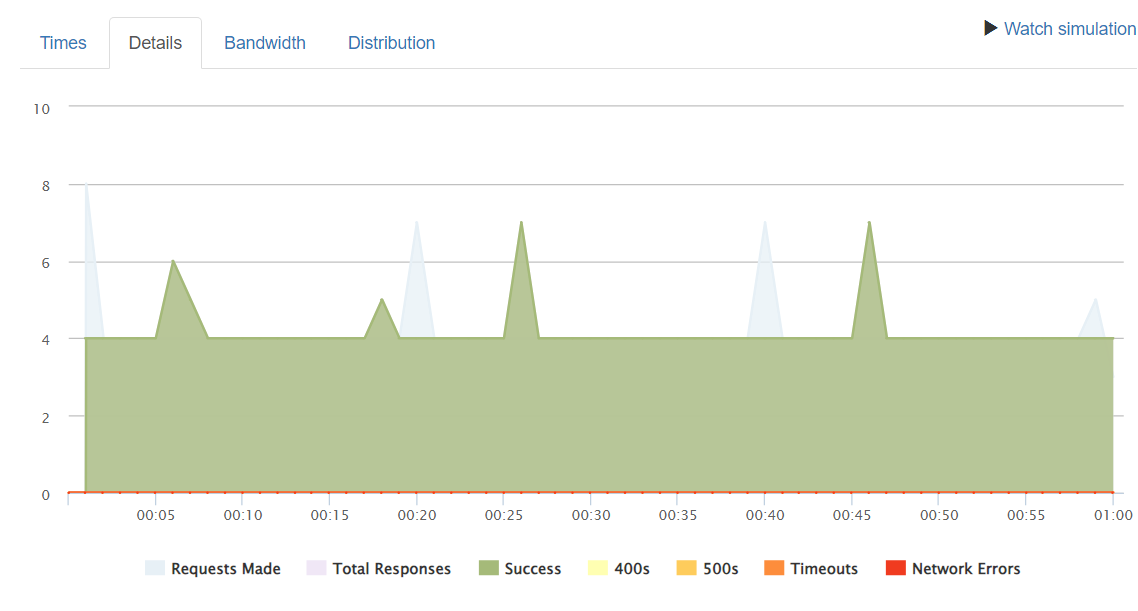 Times Details Bandwidth Distribution Watch simulation
10
8
6
4
2
0
00:05 00:10 00:15 00:20 00:25 00:30 00:35 00:40 00:45 00:50 00:55 01:00
Requests Made Total Responses Success 400s 500s Timeouts Network Errors